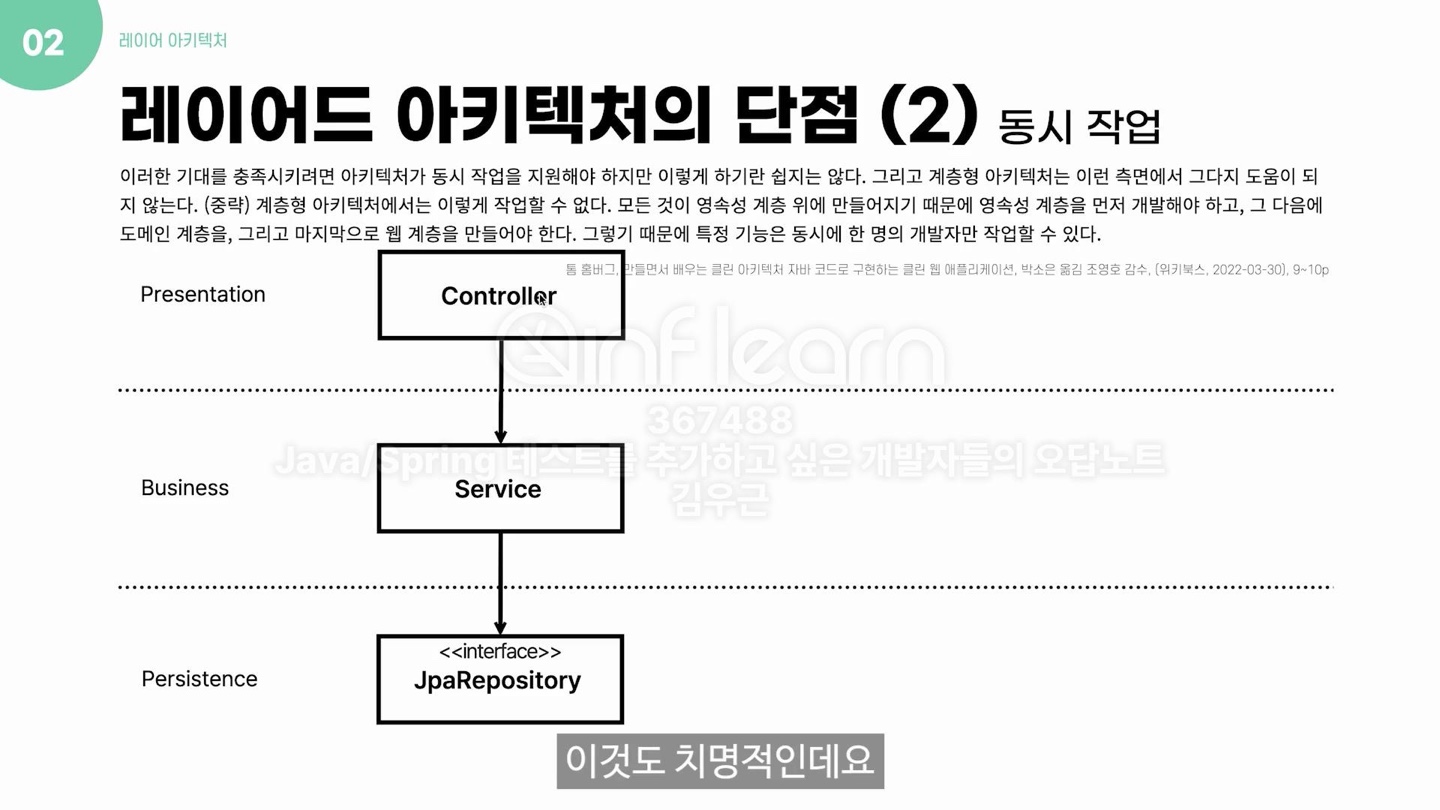 02
레이어 아키텍처
레이어드 아키텍처의 단점 (2) 동시 작업
이러한 기대를 충족시키려면 아키텍처가 동시 작업을 지원해야 하지만 이렇게 하기란 쉽지는 않다. 그리고 계층형 아키텍처는 이런 측면에서 그다지 도움이 되
지 않는다. (중략) 계층형 아키텍처에서는 이렇게 작업할 수 없다. 모든 것이 영속성 계층 위에 만들어지기 때문에 영속성 계층을 먼저 개발해야 하고, 그 다음에
도메인 계층을, 그리고 마지막으로 웹 계층을 만들어야 한다. 그렇기 때문에 특정 기능은 동시에 한 명의 개발자만 작업할 수 있다.
톰 홈버그, 만들면서 배우는 클린 아키텍처 자바 코드로 구현하는 클린 웹 애플리케이션, 박소은 옮김 조영호 감수, (위키북스, 2022-03-30), 9~10p
Presentation
Controller
inflearn
367488
Java/Spring 테스트를 추가하고 싶은 개발자들의 오답노트
김우근
Business
Service
<<interface>>
JpaRepository
Persistence
이것도 치명적인데요